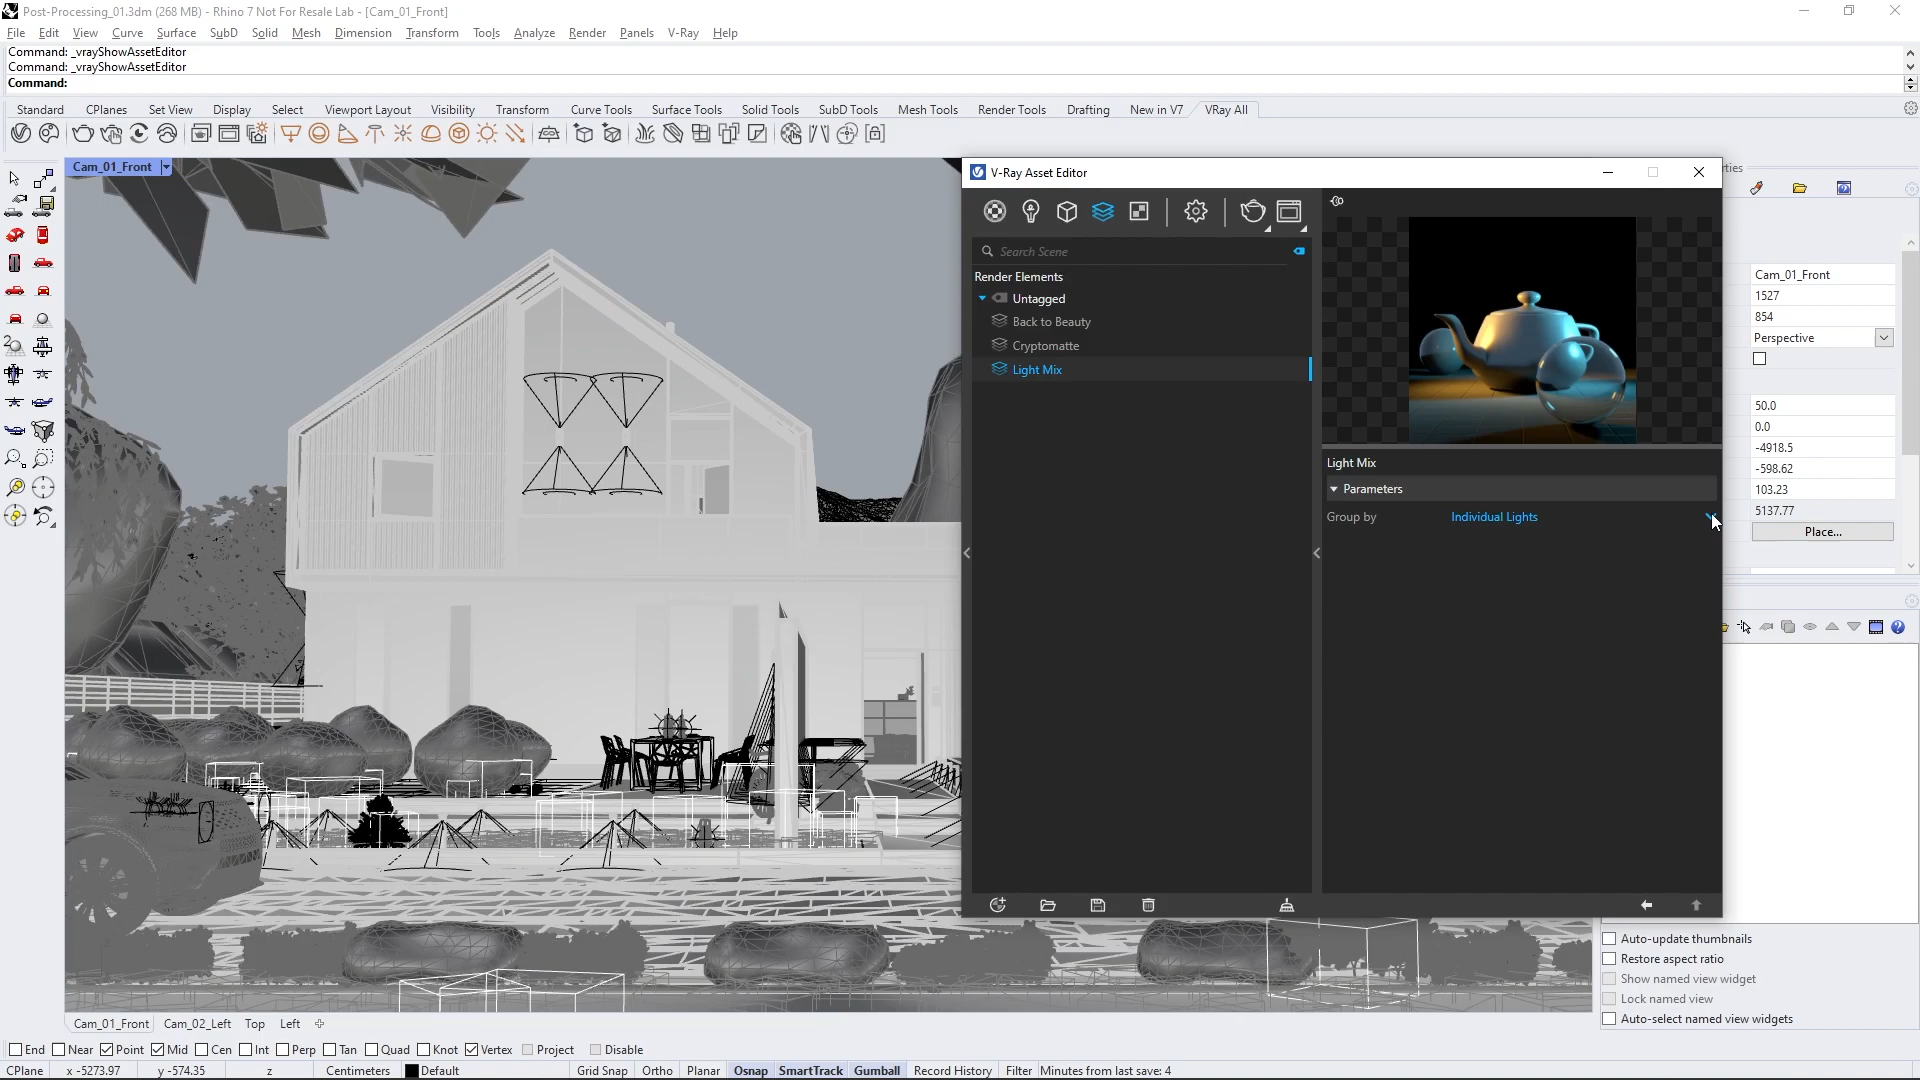 Post-Processing_01.3dm (268 MB) - Rhino 7 Not For Resale Lab - [Cam_01_Front]
File Edit View Curve Surface SubD Solid Mesh Dimension Transform Tools Analyze Render Panels V-Ray Help
Command: _vrayShowAssetEditor
Command: _vrayShowAssetEditor
Command:
Standard CPlanes Set View Display Select Viewport Layout Visibility Transform Curve Tools Surface Tools Solid Tools SubD Tools Mesh Tools Render Tools Drafting New in V7 VRay All
Cam_01_Front
V-Ray Asset Editor
Search Scene
Render Elements
Untagged
Back to Beauty
Cryptomatte
Light Mix
Light Mix
Parameters
Group by Individual Lights
Cam_01_Front
1527
854
Perspective
50.0
0.0
-4918.5
-598.62
103.23
5137.77
Place...
Auto-update thumbnails
Restore aspect ratio
Show named view widget
Lock named view
Auto-select named view widgets
Cam_01_Front Cam_02_Left Top Left
End Near Point Mid Cen Int Perp Tan Quad Knot Vertex Project Disable
CPlane x -5273.97 y -574.35 z Centimeters Default Grid Snap Ortho Planar Osnap SmartTrack Gumball Record History Filter Minutes from last save: 4